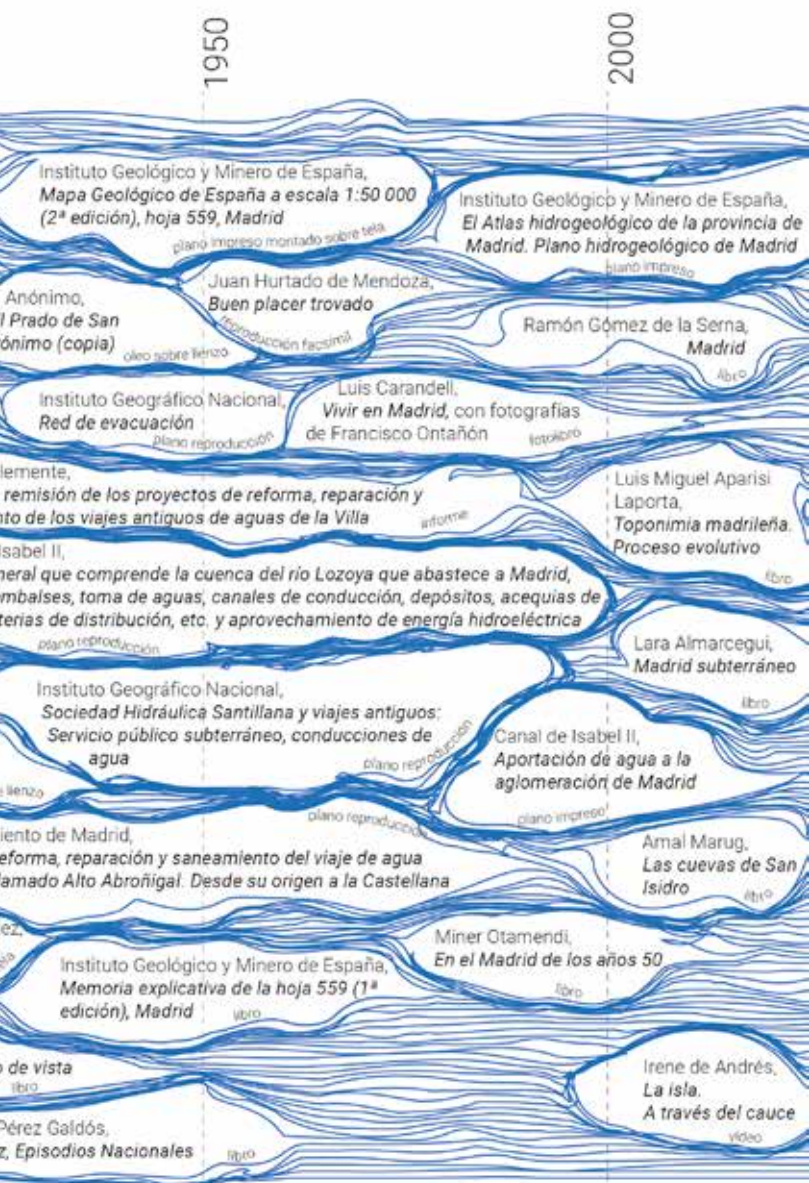 1950
2000
Instituto Geológico y Minero de España,
Mapa Geológico de España a escala 1:50 000
(2ª edición), hoja 559, Madrid
plano impreso montado sobre tela
Instituto Geológico y Minero de España,
El Atlas hidrogeológico de la provincia de
Madrid. Plano hidrogeológico de Madrid
plano impreso
Anónimo,
l Prado de San
ónimo (copia)
oleo sobre lienzo
Juan Hurtado de Mendoza,
Buen placer trovado
reproducción facsímil
Ramón Gómez de la Serna,
Madrid
libro
Instituto Geográfico Nacional,
Red de evacuación
plano reproducción
Luis Carandell,
Vivir en Madrid, con fotografías
de Francisco Ontañón
fotolibro
lemente,
remisión de los proyectos de reforma, reparación y
nto de los viajes antiguos de aguas de la Villa
informe
Luis Miguel Aparisi
Laporta,
Toponimia madrileña.
Proceso evolutivo
libro
Isabel II,
neral que comprende la cuenca del río Lozoya que abastece a Madrid,
mbalses, toma de aguas, canales de conducción, depósitos, acequias de
terias de distribución, etc. y aprovechamiento de energía hidroeléctrica
plano reproducción
Lara Almarcegui,
Madrid subterráneo
libro
Instituto Geográfico Nacional,
Sociedad Hidráulica Santillana y viajes antiguos:
Servicio público subterráneo, conducciones de
agua
plano reproducción
Canal de Isabel II,
Aportación de agua a la
aglomeración de Madrid
plano impreso
e lienzo
plano reproducción
iento de Madrid,
eforma, reparación y saneamiento del viaje de agua
lamado Alto Abroñigal. Desde su origen a la Castellana
Amal Marug,
Las cuevas de San
Isidro
libro
ez,
ela
Instituto Geológico y Minero de España,
Memoria explicativa de la hoja 559 (1ª
edición), Madrid
libro
Miner Otamendi,
En el Madrid de los años 50
libro
o de vista
libro
Irene de Andrés,
La isla.
A través del cauce
vídeo
Pérez Galdós,
z, Episodios Nacionales
libro